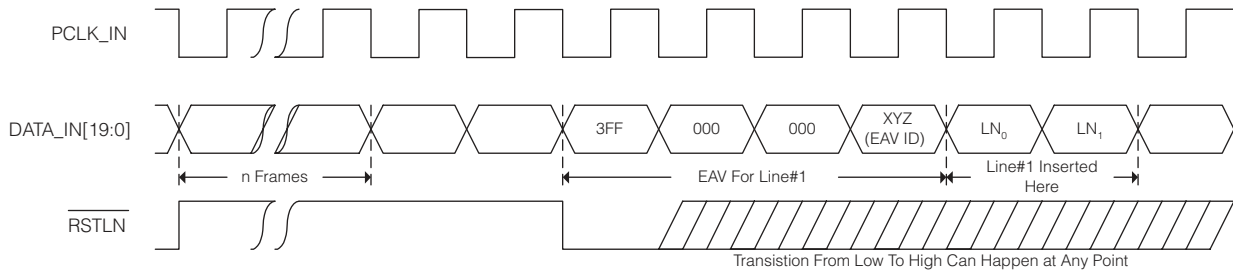 PCLK_IN
DATA_IN[19:0]
3FF
000
000
XYZ
(EAV ID)
LN₀
LN₁
n Frames
EAV For Line#1
Line#1 Inserted
Here
RSTLN
Transistion From Low To High Can Happen at Any Point